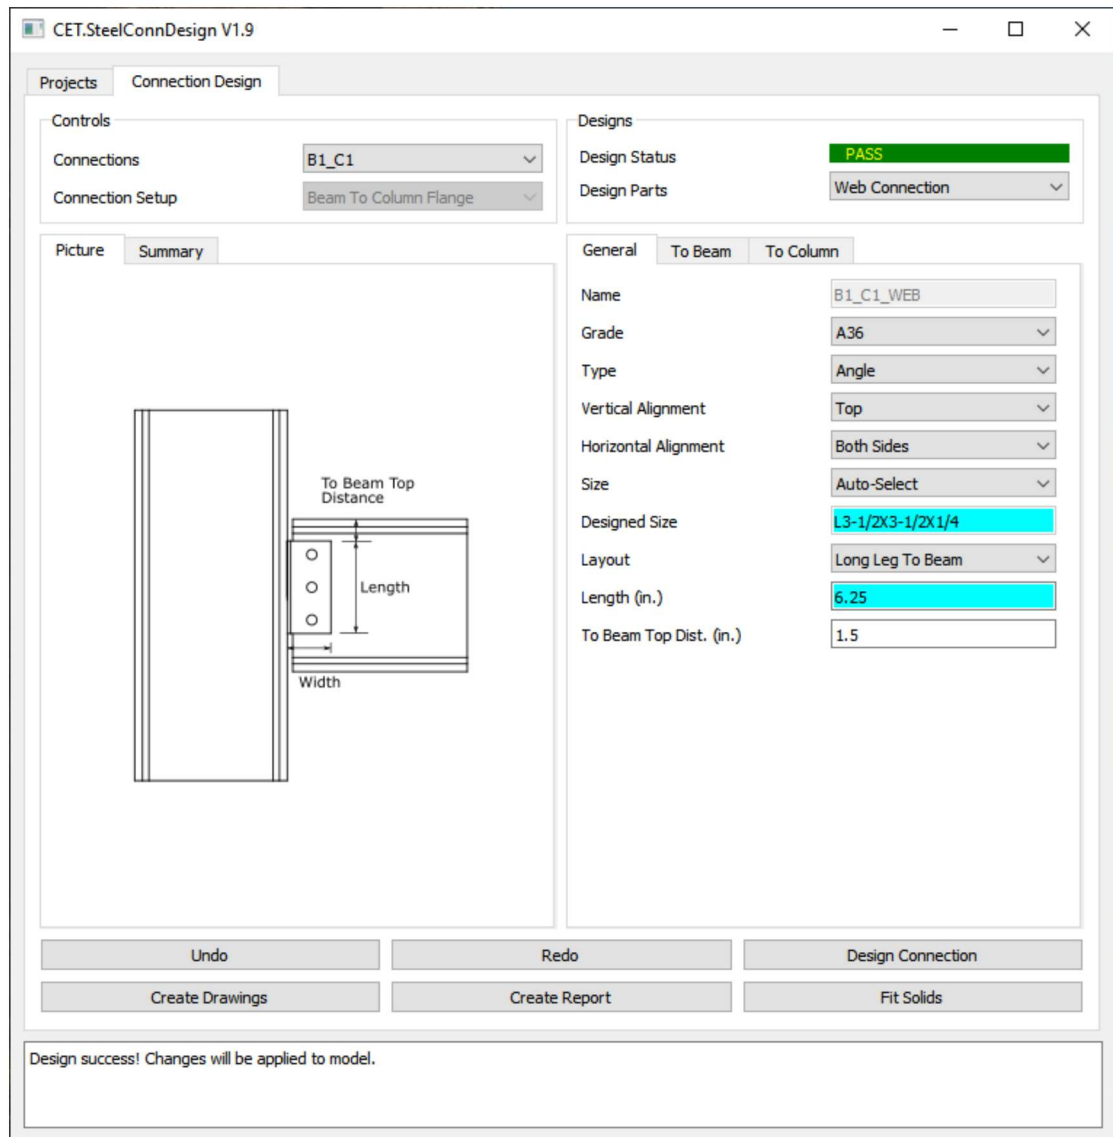 CET.SteelConnDesign V1.9
Projects
Connection Design
Controls
Connections
B1_C1
Connection Setup
Beam To Column Flange
Designs
Design Status
PASS
Design Parts
Web Connection
Picture
Summary
To Beam Top
Distance
Length
Width
General
To Beam
To Column
Name
B1_C1_WEB
Grade
A36
Type
Angle
Vertical Alignment
Top
Horizontal Alignment
Both Sides
Size
Auto-Select
Designed Size
L3-1/2X3-1/2X1/4
Layout
Long Leg To Beam
Length (in.)
6.25
To Beam Top Dist. (in.)
1.5
Undo
Redo
Design Connection
Create Drawings
Create Report
Fit Solids
Design success! Changes will be applied to model.